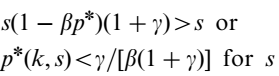 s(1 − βp*)(1 + γ)>s or
p*(k, s)<γ/[β(1 + γ)] for s